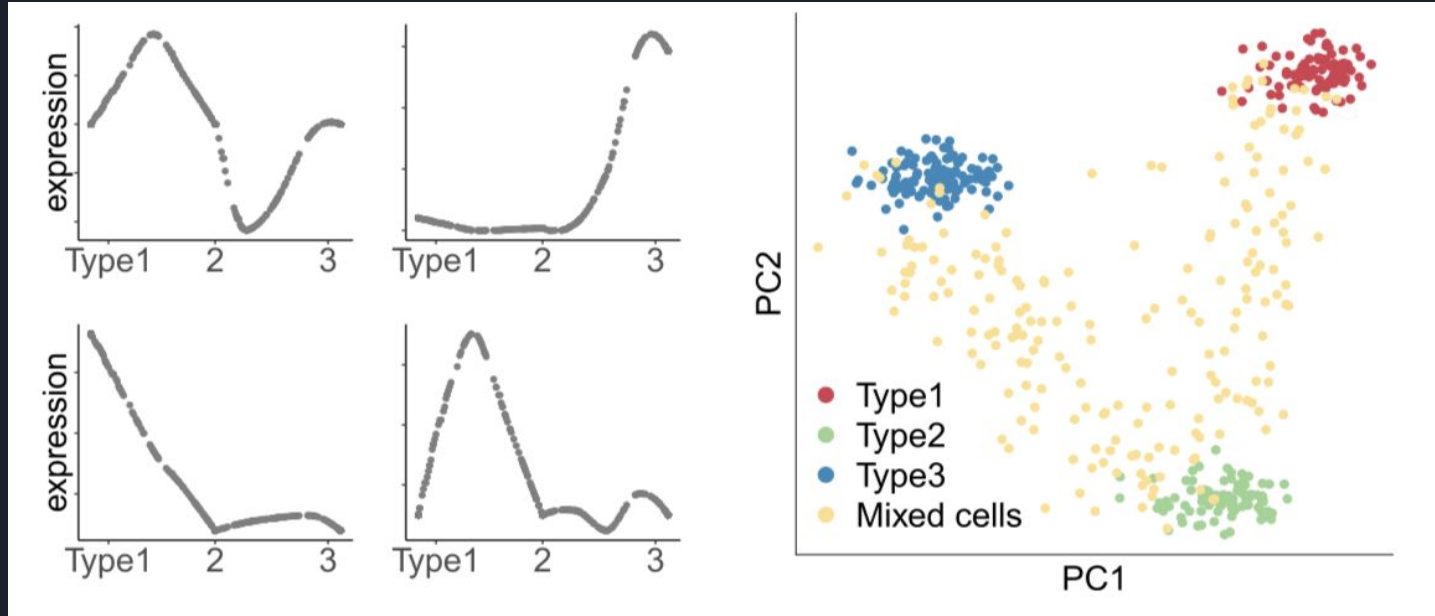 expression
Type1 2 3
Type1 2 3
expression
Type1 2 3
Type1 2 3
PC2
Type1
Type2
Type3
Mixed cells
PC1